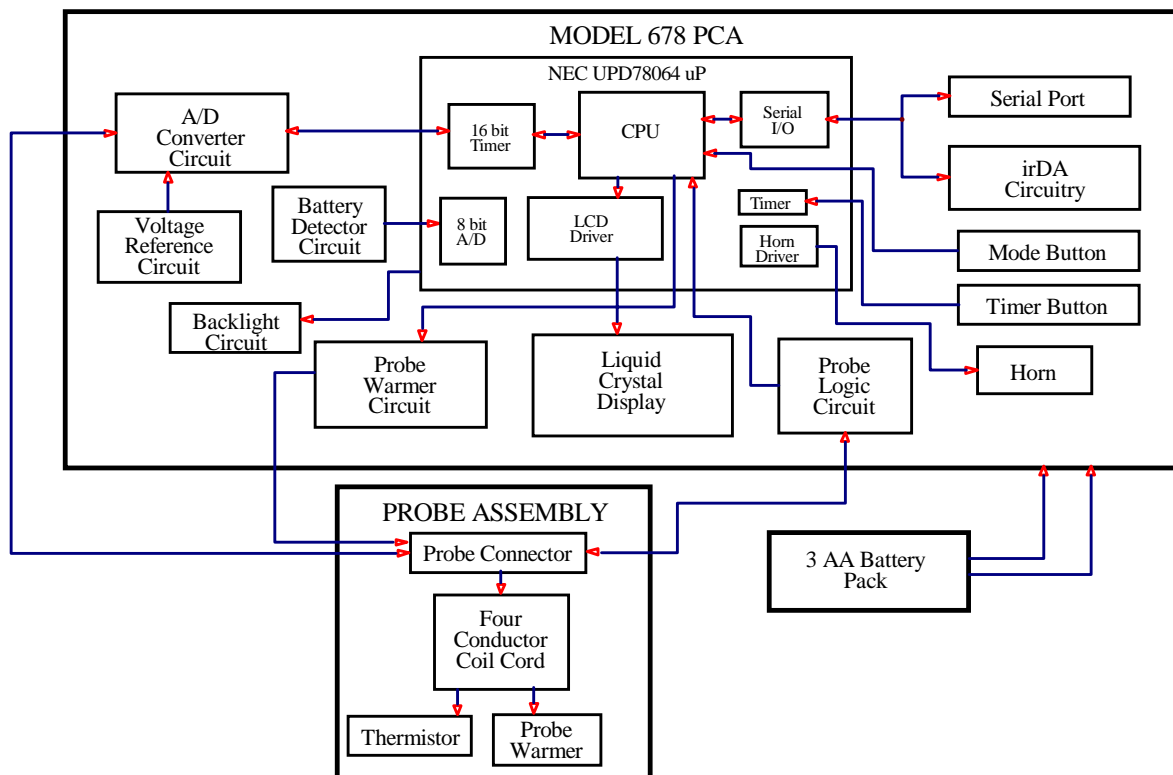 MODEL 678 PCA
NEC UPD78064 uP
A/D
Converter
Circuit
16 bit
Timer
CPU
Serial
I/O
Serial Port
irDA
Circuitry
Voltage
Reference
Circuit
Battery
Detector
Circuit
8 bit
A/D
LCD
Driver
Timer
Horn
Driver
Mode Button
Timer Button
Backlight
Circuit
Probe
Warmer
Circuit
Liquid
Crystal
Display
Probe
Logic
Circuit
Horn
PROBE ASSEMBLY
Probe Connector
Four
Conductor
Coil Cord
Thermistor
Probe
Warmer
3 AA Battery
Pack